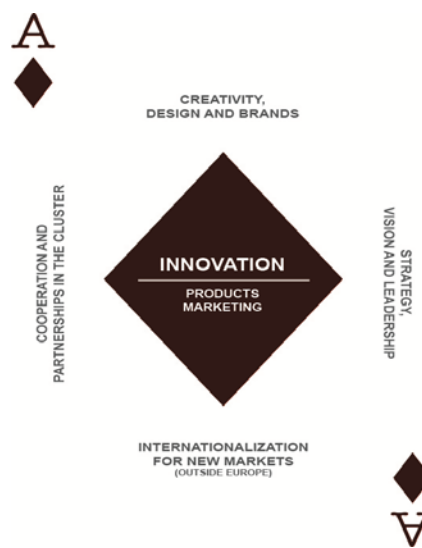 A
CREATIVITY,
DESIGN AND BRANDS
COOPERATION AND
PARTNERSHIPS IN THE CLUSTER
INNOVATION
PRODUCTS
MARKETING
STRATEGY,
VISION AND LEADERSHIP
INTERNATIONALIZATION
FOR NEW MARKETS
(OUTSIDE EUROPE)
A